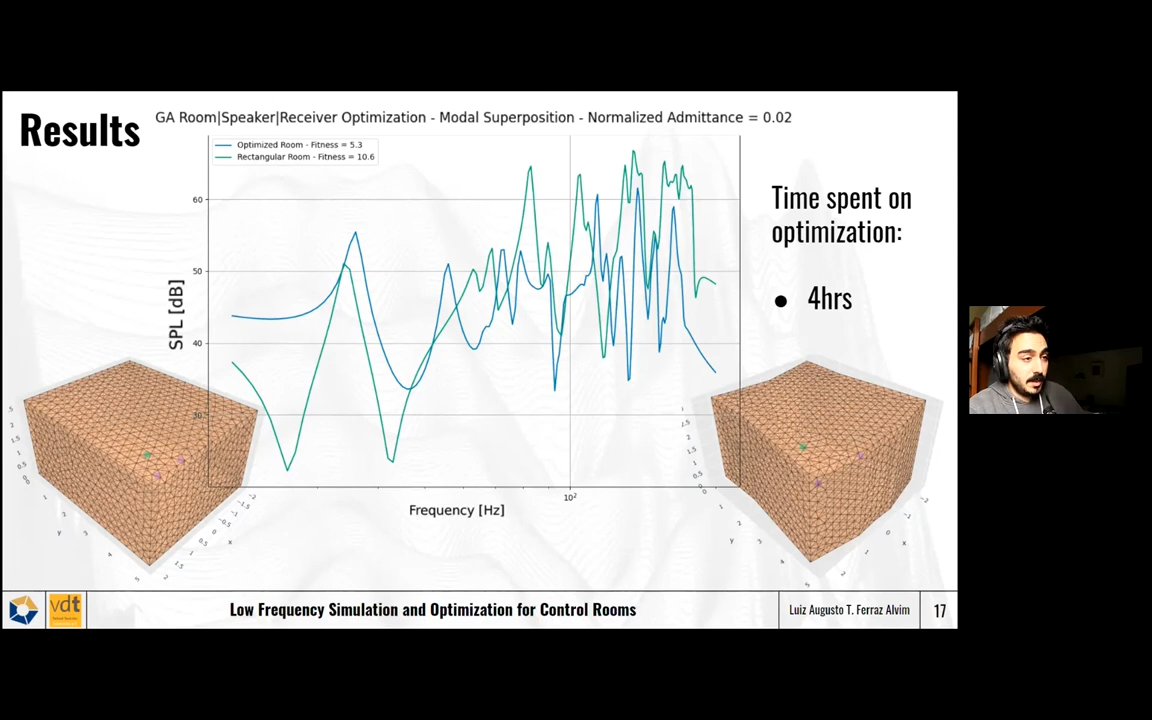 Results
GA Room|Speaker|Receiver Optimization - Modal Superposition - Normalized Admittance = 0.02
Optimized Room - Fitness = 5.3
Rectangular Room - Fitness = 10.6
60
50
40
30
SPL [dB]
10²
Frequency [Hz]
Time spent on
optimization:
● 4hrs
vdt
Low Frequency Simulation and Optimization for Control Rooms
Luiz Augusto T. Ferraz Alvim
17